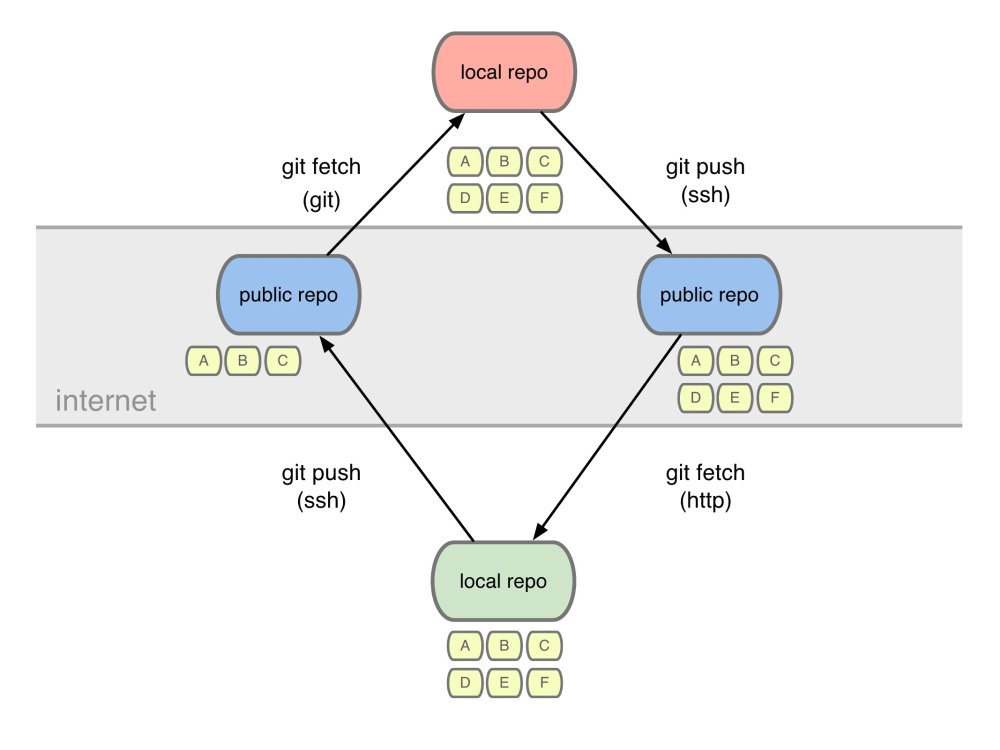 local repo
git fetch
(git)
A B C
D E F
git push
(ssh)
public repo
public repo
A B C
A B C
D E F
internet
git push
(ssh)
git fetch
(http)
local repo
A B C
D E F